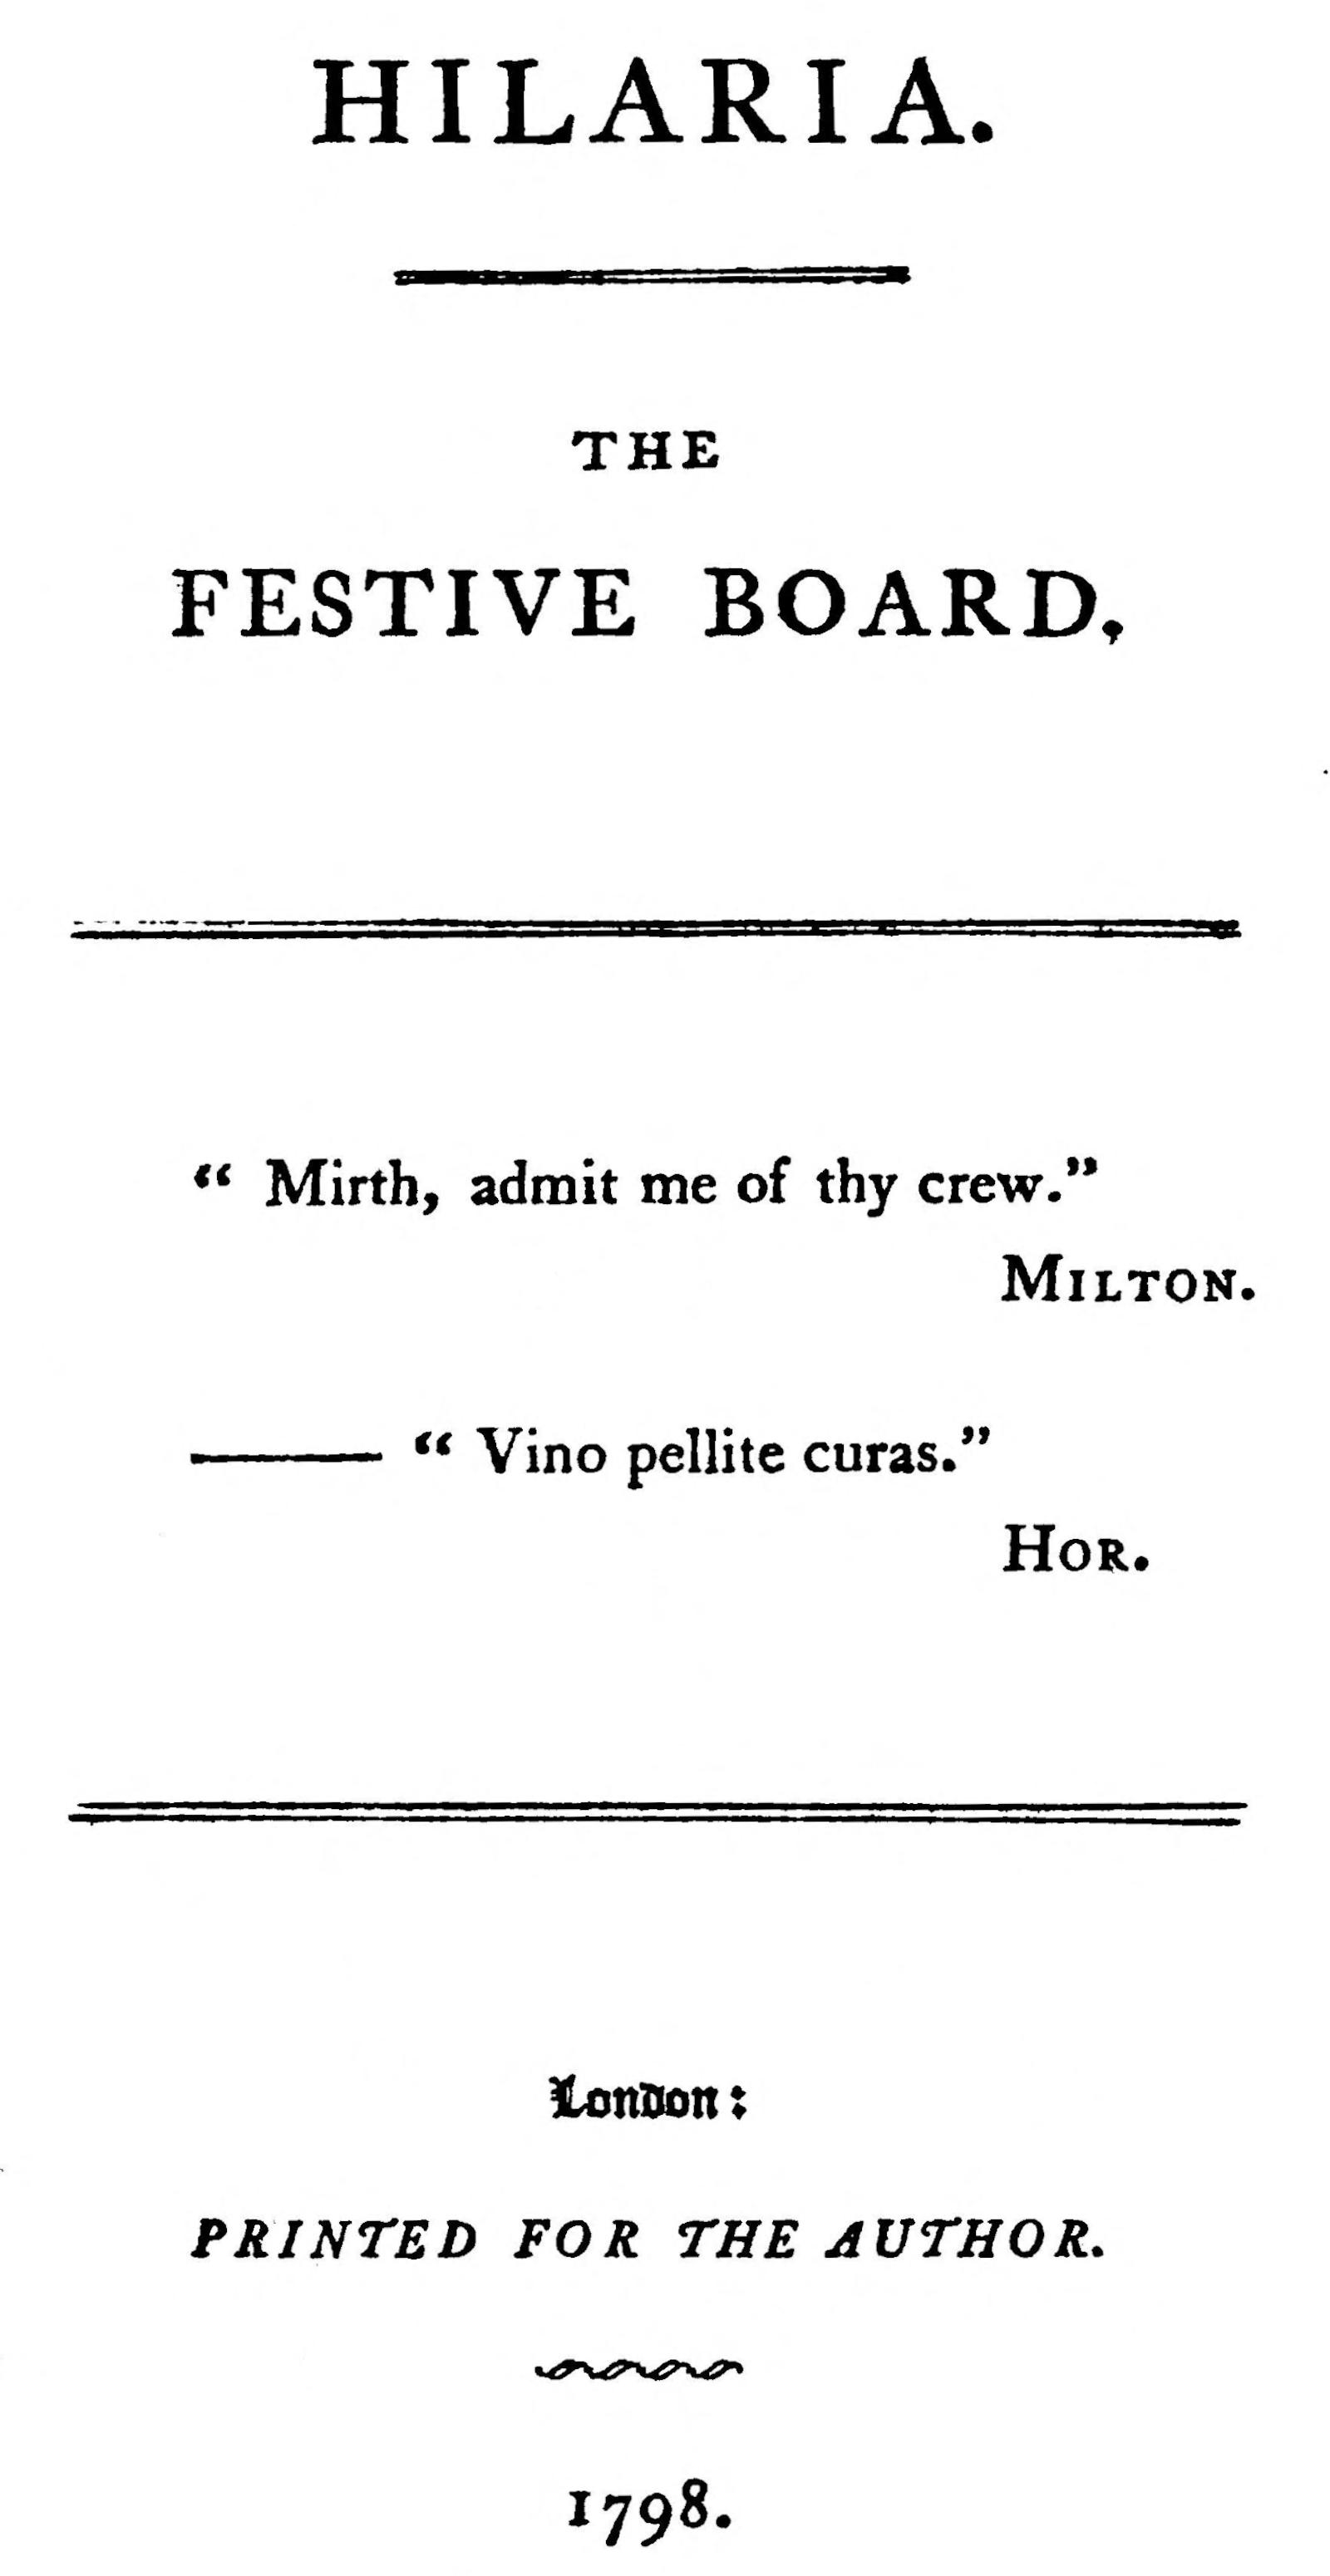 HILARIA.
THE
FESTIVE BOARD,
“ Mirth, admit me of thy crew.”
MILTON.
—— “ Vino pellite curas.”
HOR.
London:
PRINTED FOR THE AUTHOR.
1798.